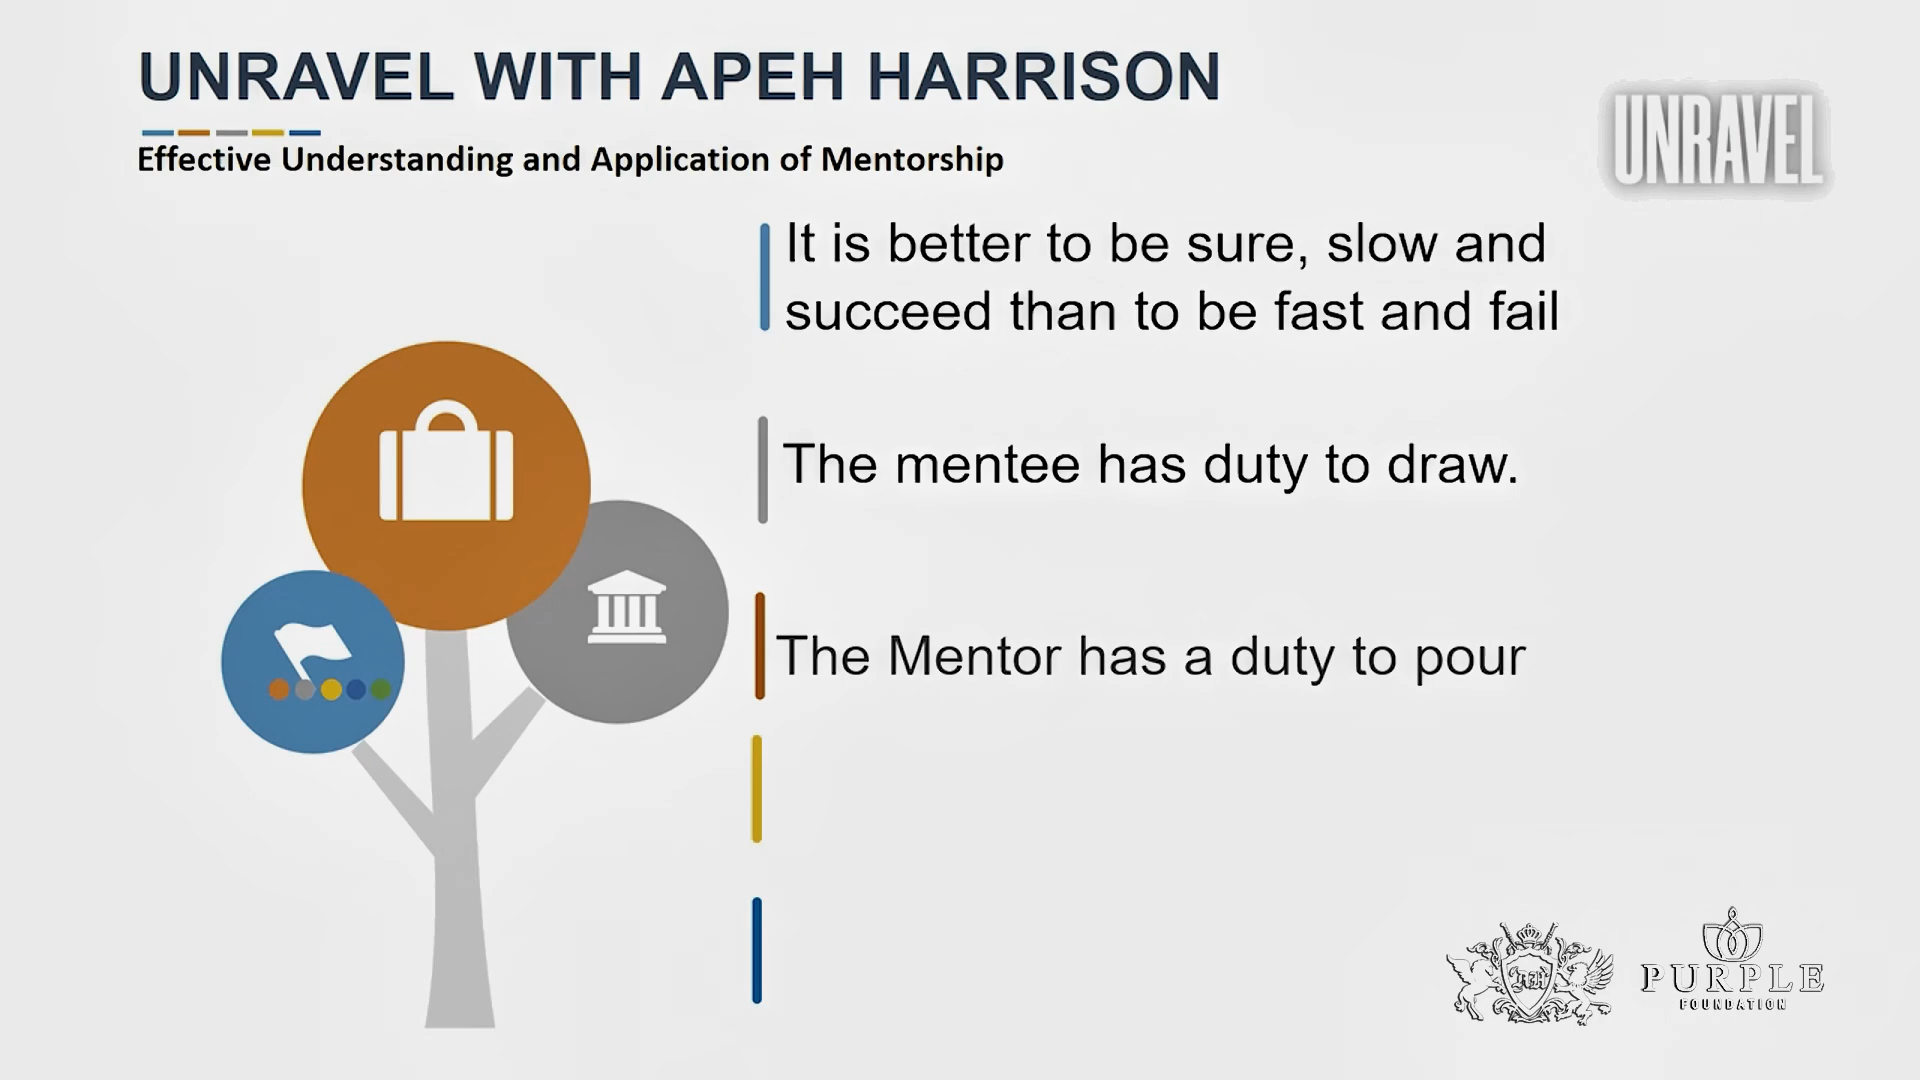 UNRAVEL WITH APEH HARRISON
Effective Understanding and Application of Mentorship
UNRAVEL
It is better to be sure, slow and
succeed than to be fast and fail
The mentee has duty to draw.
The Mentor has a duty to pour
PURPLE
FOUNDATION